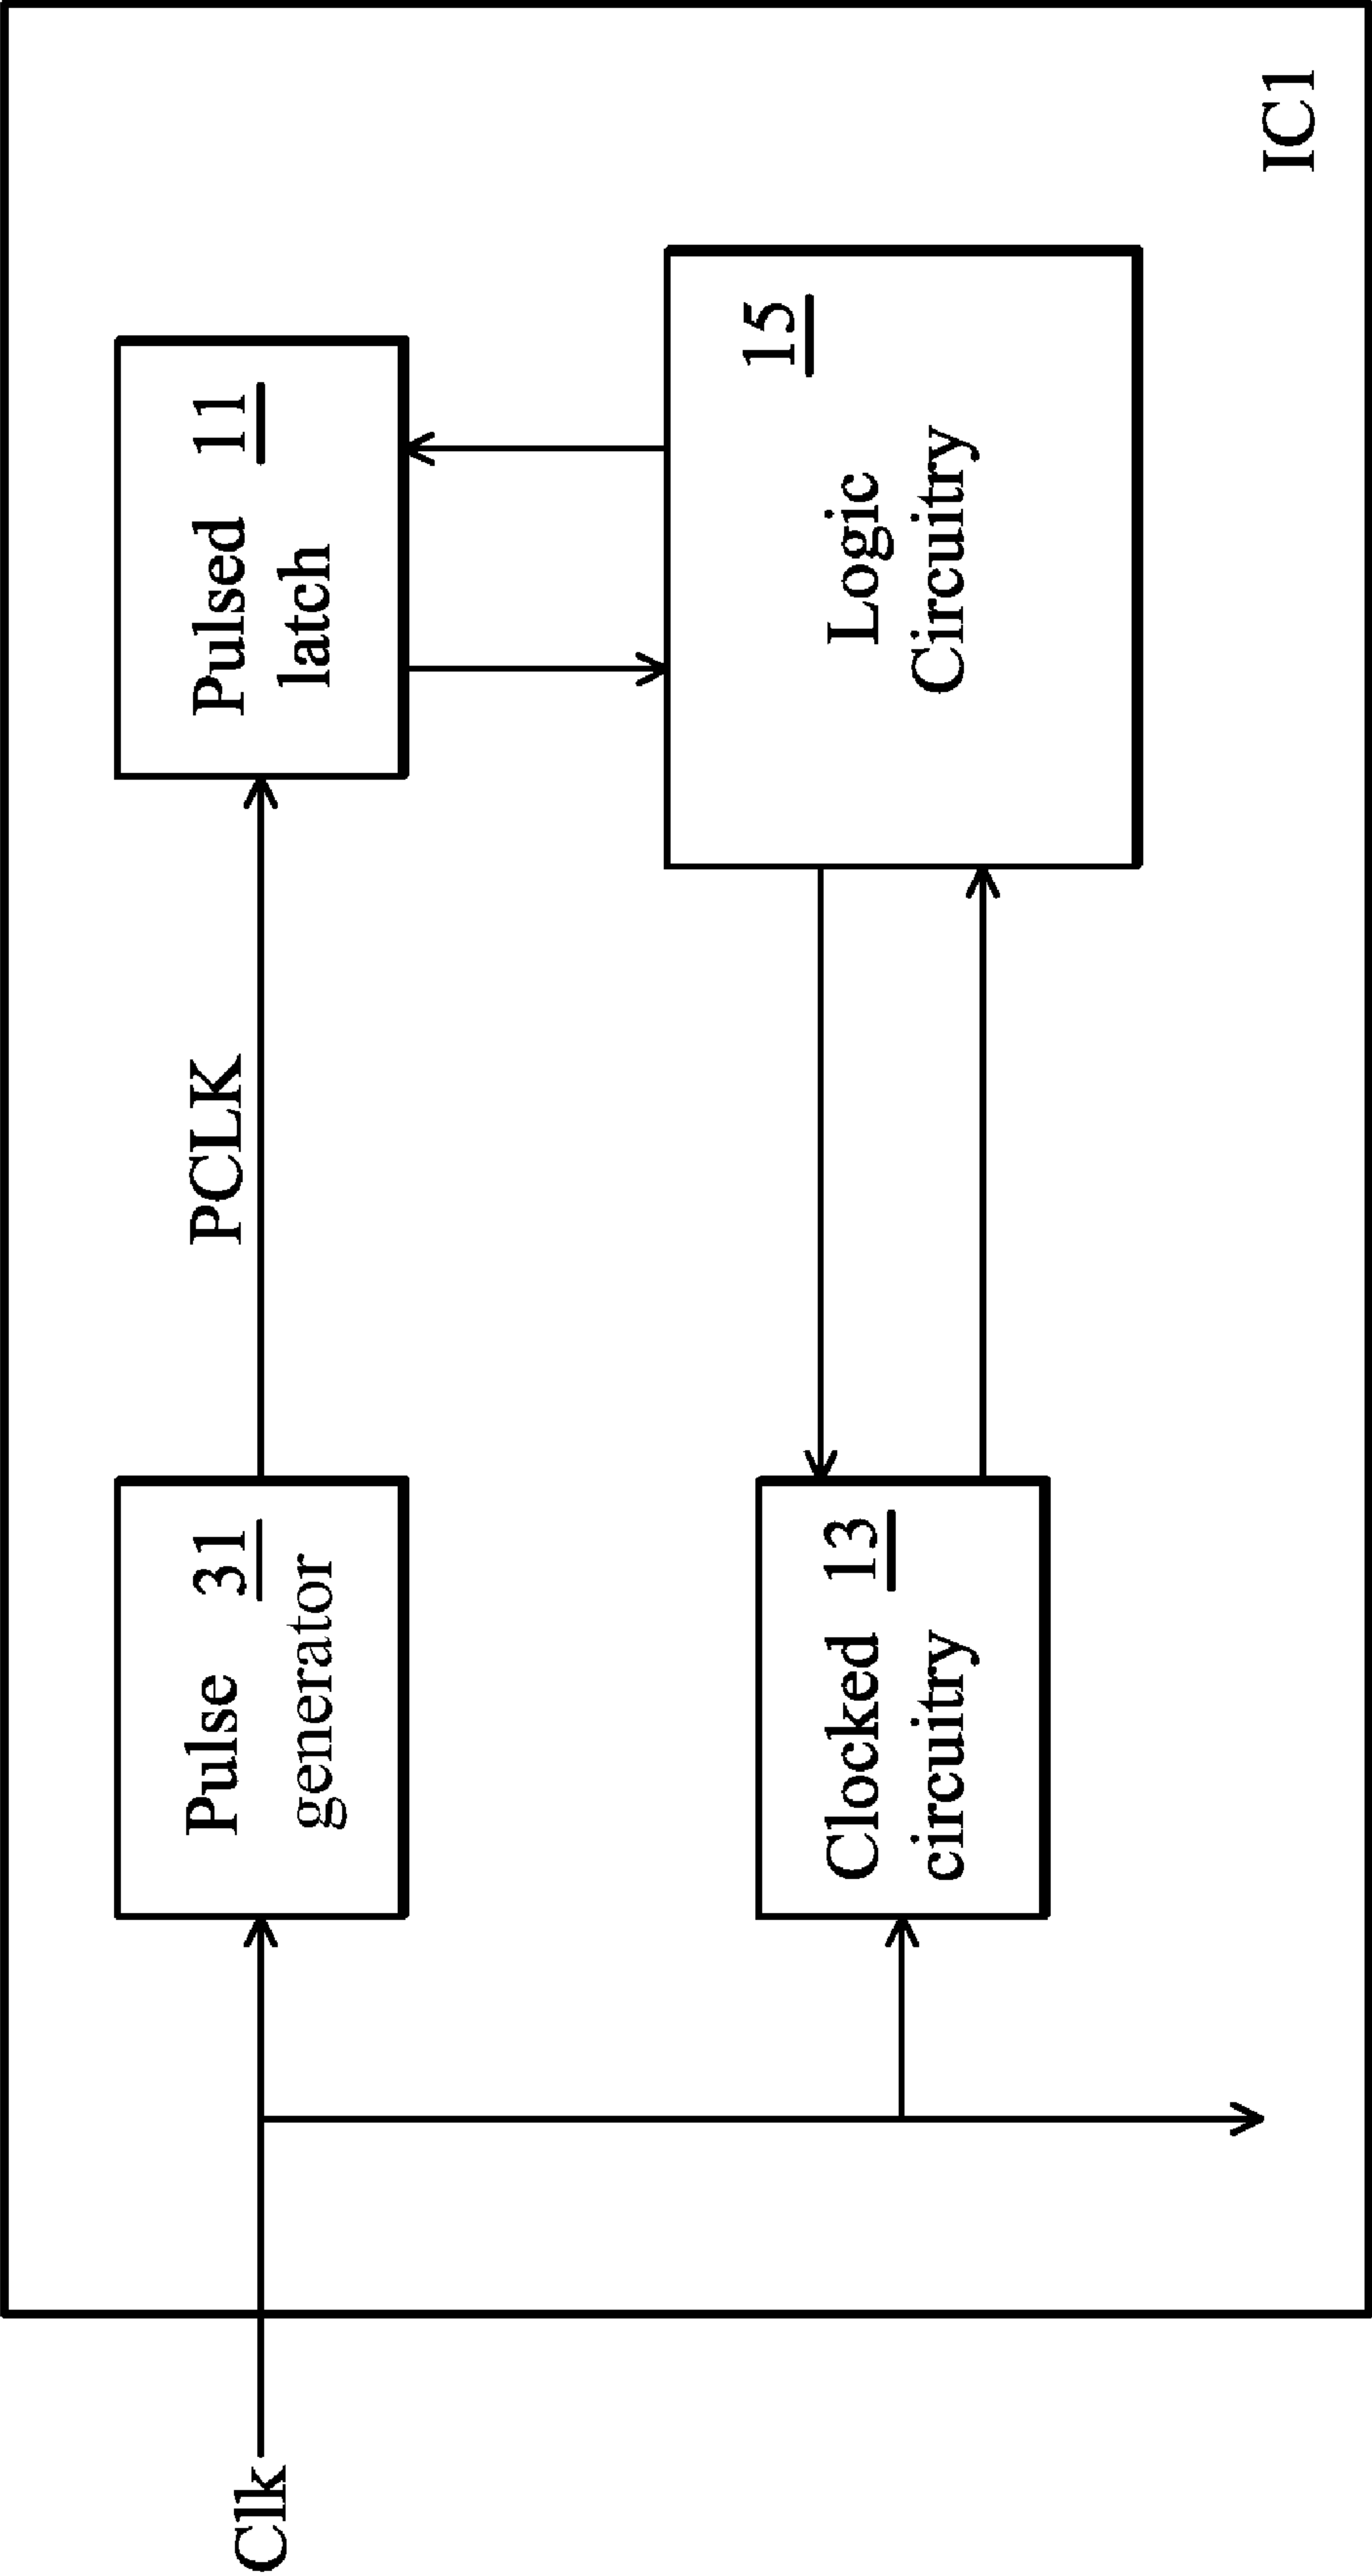 Clk
Pulse 31
generator
PCLK
Pulsed 11
latch
Clocked 13
circuitry
15
Logic
Circuitry
IC1